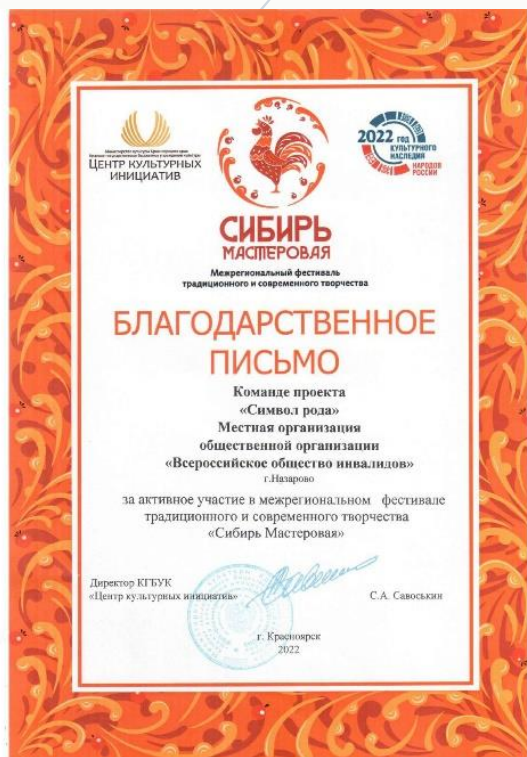 ЦЕНТР КУЛЬТУРНЫХ
ИНИЦИАТИВ
2022 ГОД
КУЛЬТУРНОГО
НАСЛЕДИЯ
НАРОДОВ
РОССИИ
СИБИРЬ
МАСТЕРОВАЯ
Межрегиональный фестиваль
традиционного и современного творчества
БЛАГОДАРСТВЕННОЕ
ПИСЬМО
Команде проекта
«Символ рода»
Местная организация
общественной организации
«Всероссийское общество инвалидов»
г.Назарово
за активное участие в межрегиональном фестивале
традиционного и современного творчества
«Сибирь Мастеровая»
Директор КГБУК
«Центр культурных инициатив»
С.А. Савоськин
г. Красноярск
2022